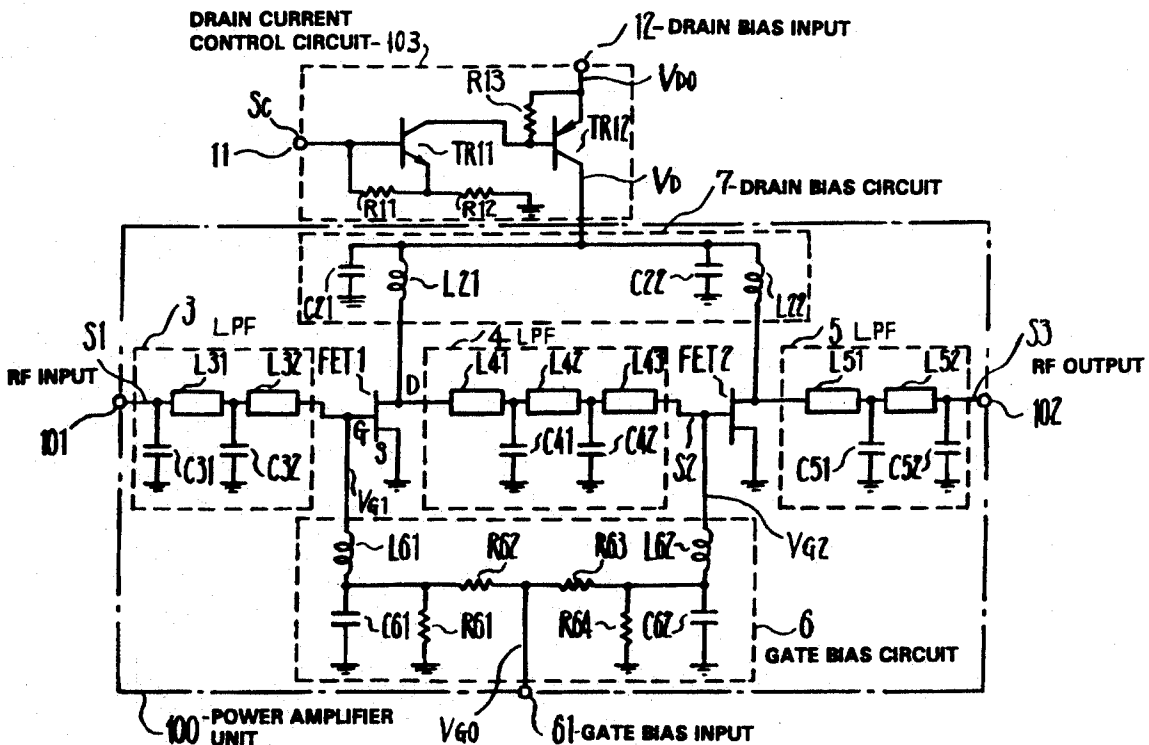 DRAIN CURRENT
CONTROL CIRCUIT-103
12-DRAIN BIAS INPUT
R13
VD0
Sc
TR11
TR12
11
R11
R12
VD
7-DRAIN BIAS CIRCUIT
C21
L21
C22
L22
3
LPF
4 LPF
5 LPF
S1
L31
L32
FET1
D
L41
L42
L43
FET2
L51
L52
S3
RF INPUT
RF OUTPUT
101
G
S
S2
102
C31
C32
C41
C42
C51
C52
VG1
VG2
L61
R62
R63
L62
C61
R61
R64
C62
6
GATE BIAS CIRCUIT
100-POWER AMPLIFIER
UNIT
VG0
61-GATE BIAS INPUT